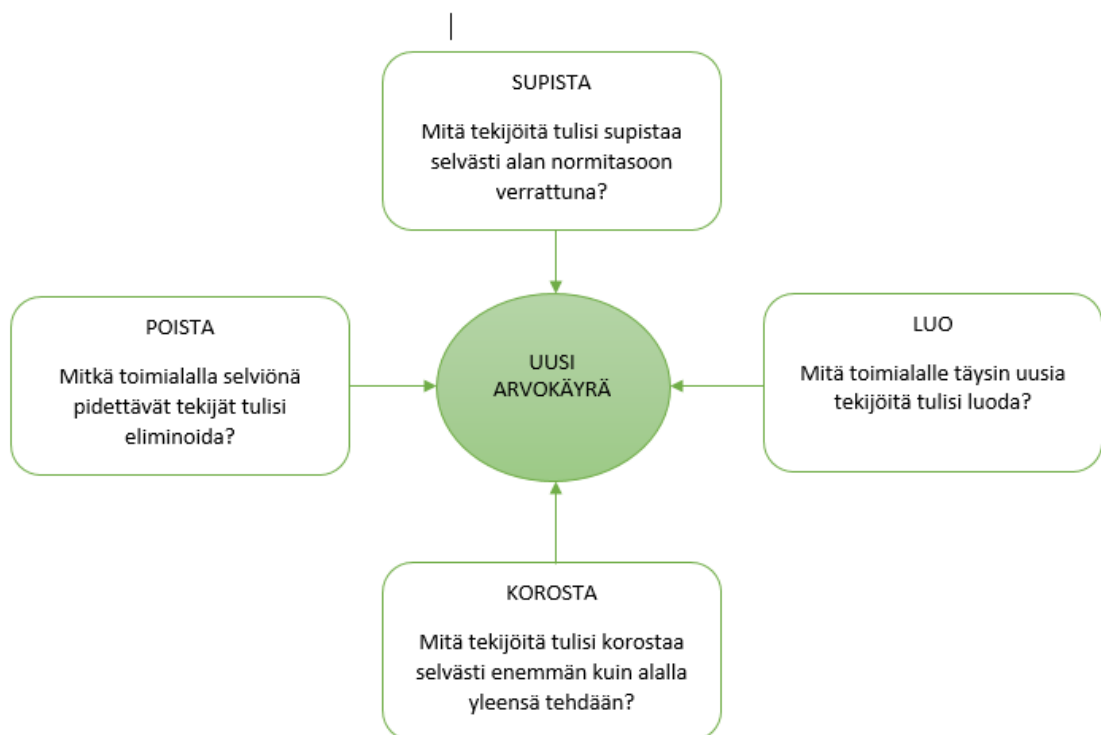 SUPISTA
Mitä tekijöitä tulisi supistaa
selvästi alan normitasoon
verrattuna?
POISTA
Mitkä toimialalla selviönä
pidettävät tekijät tulisi
eliminoida?
UUSI
ARVOKÄYRÄ
LUO
Mitä toimialalle täysin uusia
tekijöitä tulisi luoda?
KOROSTA
Mitä tekijöitä tulisi korostaa
selvästi enemmän kuin alalla
yleensä tehdään?